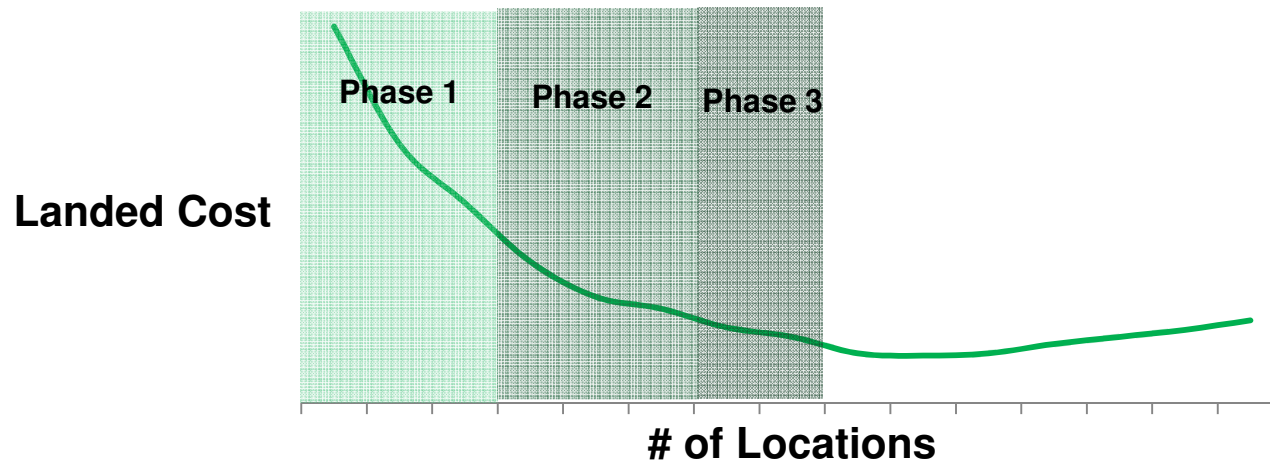 Phase 1
Phase 2
Phase 3
Landed Cost
# of Locations